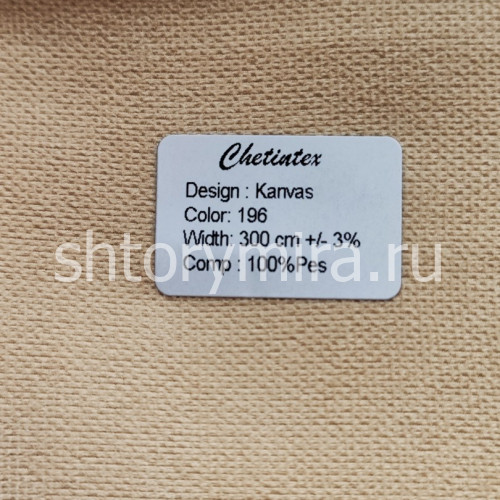 Chetintex
Design : Kanvas
Color: 196
Width: 300 cm +/- 3%
Comp : 100%Pes
shtorymira.ru